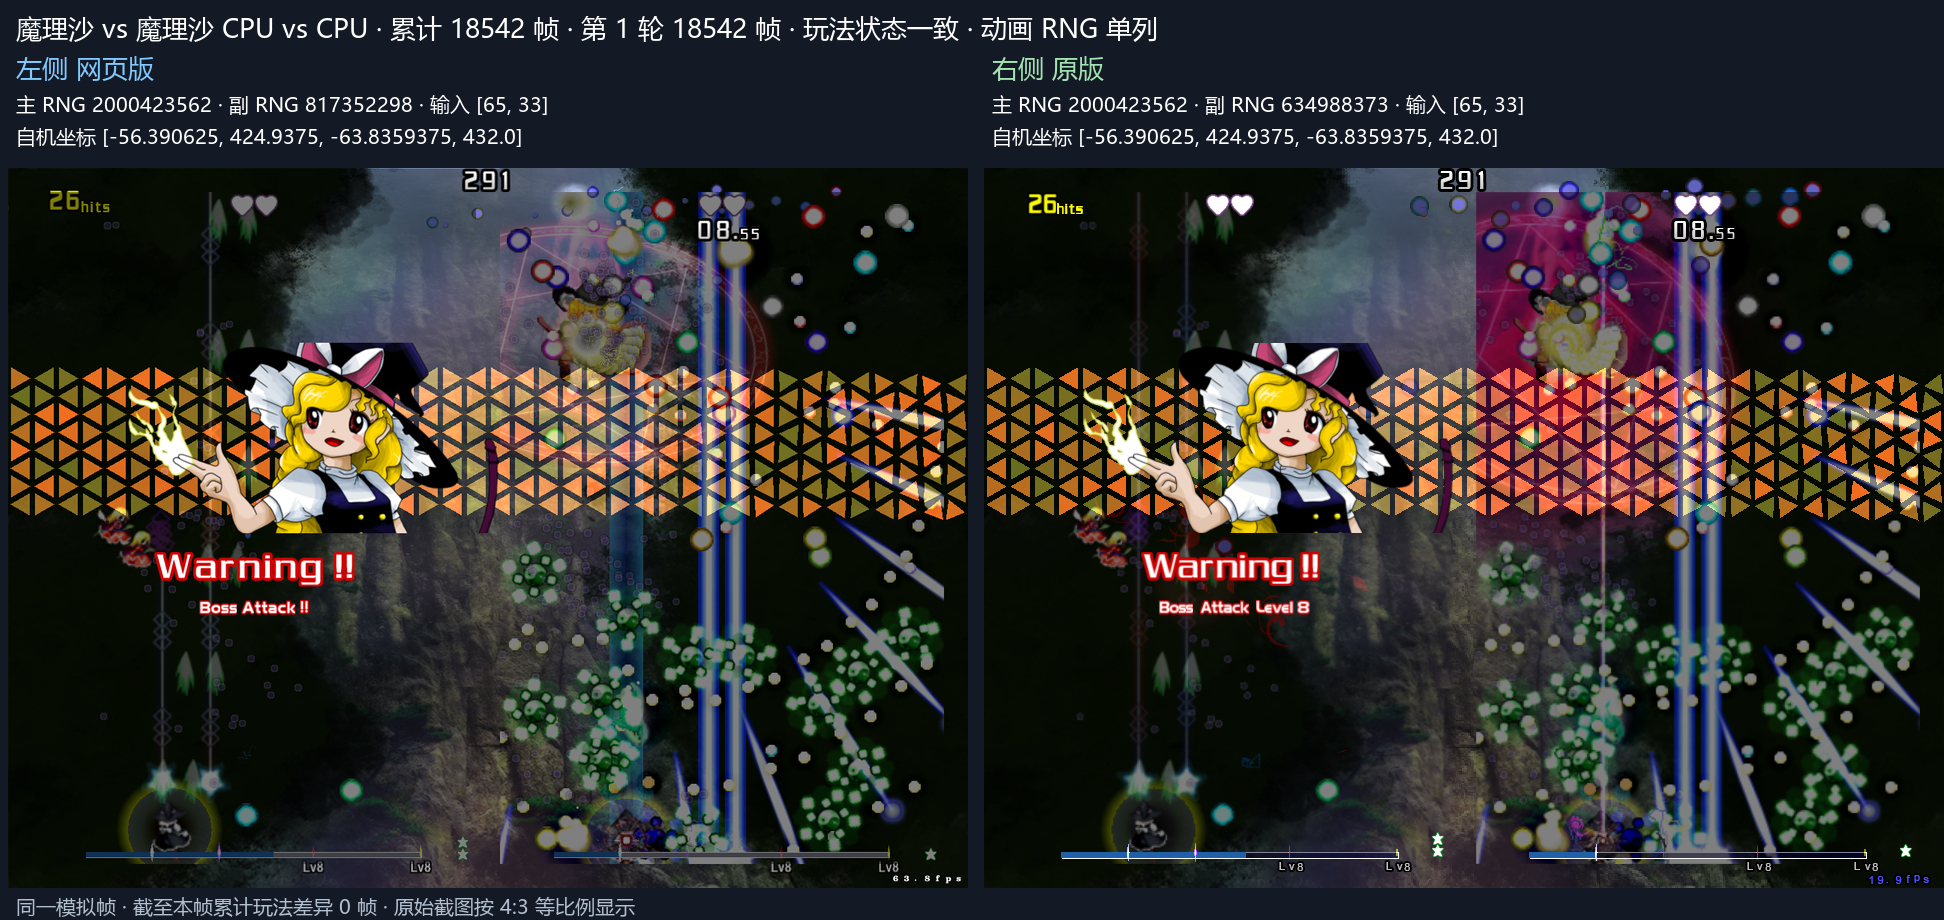 魔理沙 vs 魔理沙 CPU vs CPU · 累计 18542 帧 · 第 1 轮 18542 帧 · 玩法状态一致 · 动画 RNG 单列
左侧 网页版
主 RNG 2000423562 · 副 RNG 817352298 · 输入 [65, 33]
自机坐标 [-56.390625, 424.9375, -63.8359375, 432.0]
右侧 原版
主 RNG 2000423562 · 副 RNG 634988373 · 输入 [65, 33]
自机坐标 [-56.390625, 424.9375, -63.8359375, 432.0]
291
26hits
08.55
Warning !!
Boss Attack !!
Lv8
Lv8
Lv8
Lv8
63.8fps
291
26hits
08.55
Warning !!
Boss Attack Level 8
Lv8
Lv8
Lv8
Lv8
19.9fps
同一模拟帧 · 截至本帧累计玩法差异 0 帧 · 原始截图按 4:3 等比例显示